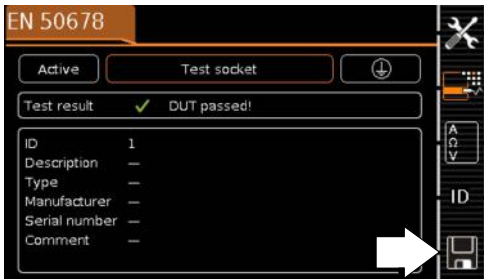 EN 50678
Active Test socket
Test result ✓ DUT passed!
A
Ω
V
ID 1
Description —
Type —
Manufacturer —
Serial number —
Comment —
ID